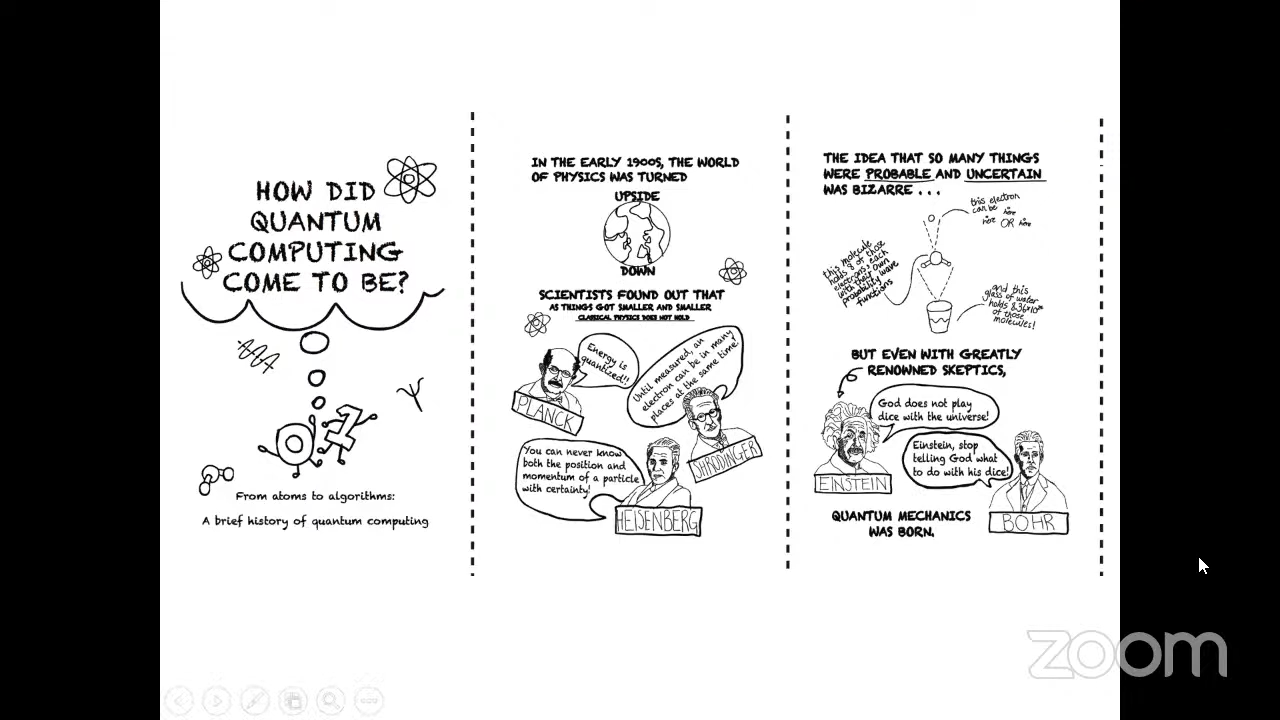 HOW DID
QUANTUM
COMPUTING
COME TO BE?
From atoms to algorithms:
A brief history of quantum computing
IN THE EARLY 1900S, THE WORLD
OF PHYSICS WAS TURNED
UPSIDE
DOWN
SCIENTISTS FOUND OUT THAT
AS THINGS GOT SMALLER AND SMALLER
CLASSICAL PHYSICS DOES NOT HOLD
Energy is
quantized!!
PLANCK
Until measured, an
electron can be in many
places at the same time!
SHRODINGER
You can never know
both the position and
momentum of a particle
with certainty!
HEISENBERG
THE IDEA THAT SO MANY THINGS
WERE PROBABLE AND UNCERTAIN
WAS BIZARRE . . .
this electron
can be here
here OR here
this molecule
holds 8 of those
electrons, each
with their own
probability wave
functions
and this
glass of water
holds
of those
molecules!
BUT EVEN WITH GREATLY
RENOWNED SKEPTICS,
God does not play
dice with the universe!
EINSTEIN
Einstein, stop
telling God what
to do with his dice!
BOHR
QUANTUM MECHANICS
WAS BORN.
zoom